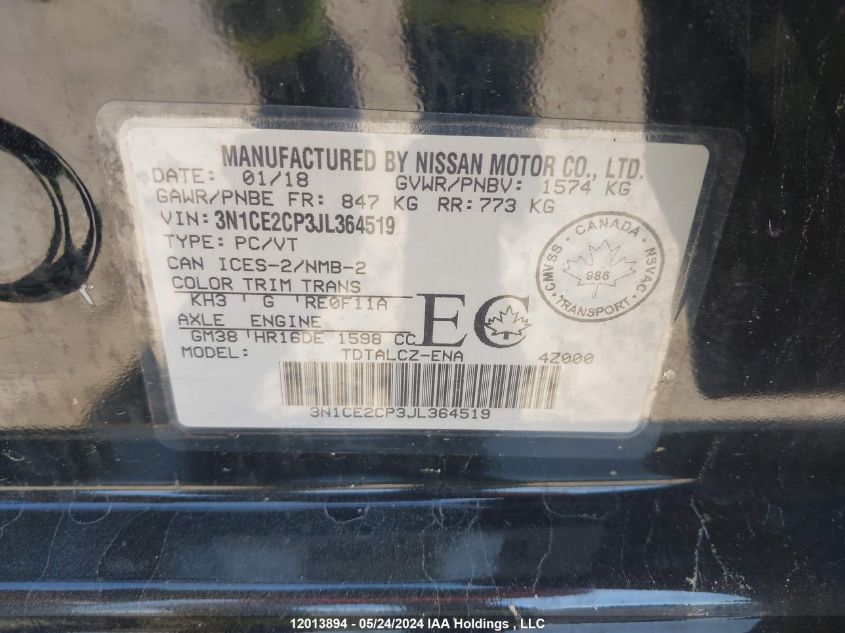 MANUFACTURED BY NISSAN MOTOR CO., LTD.
DATE: 01/18 GVWR/PNBV: 1574 KG
GAWR/PNBE FR: 847 KG RR: 773 KG
VIN: 3N1CE2CP3JL364519
TYPE: PC/VT
CAN ICES-2/NMB-2
COLOR TRIM TRANS
KH3 G RE0F11A
AXLE ENGINE
GM38 HR16DE 1598 CC
EC
MODEL: TDTALCZ-ENA 4Z000
3N1CE2CP3JL364519
CMVSS - CANADA - NSVAC
986
TRANSPORT
12013894 - 05/24/2024 IAA Holdings, LLC